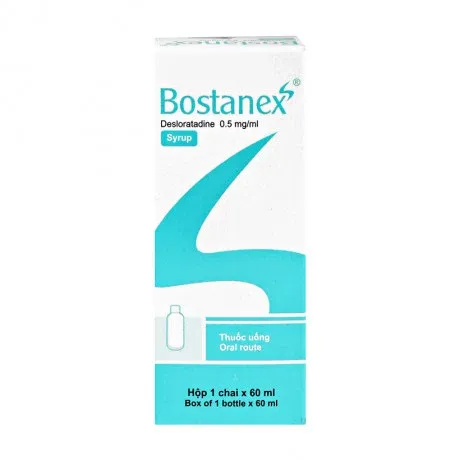 Bostanex
Bostanex®
Desloratadine 0.5 mg/ml
Syrup
Thuốc uống
Oral route
Hộp 1 chai x 60 ml
Box of 1 bottle x 60 ml